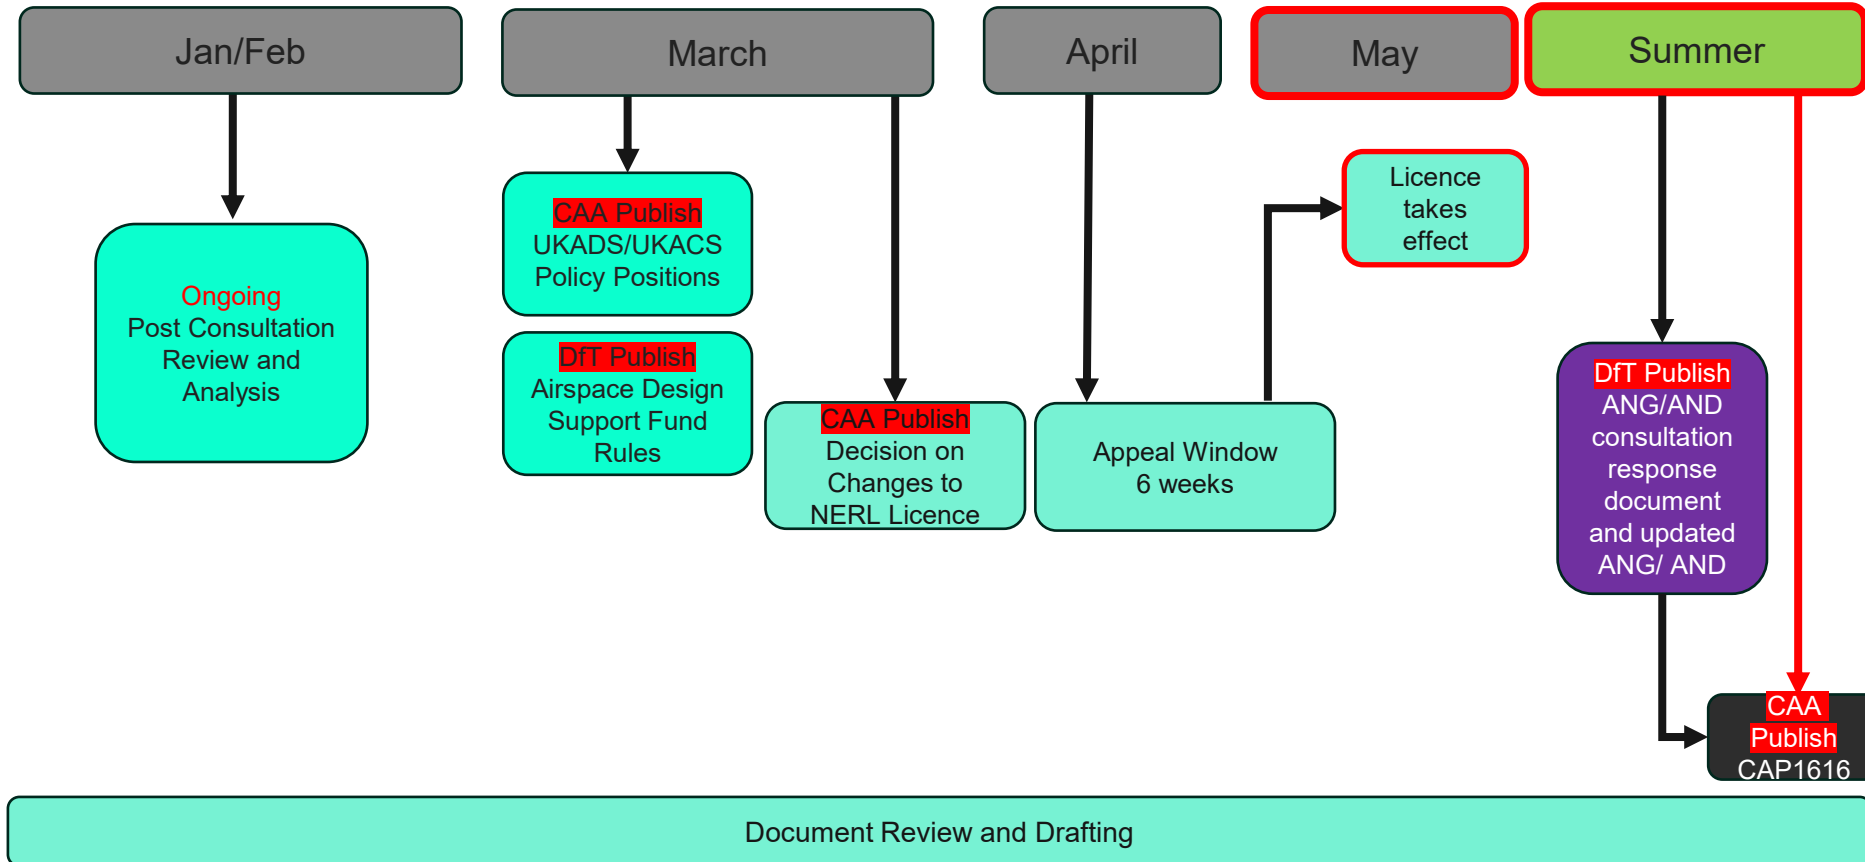 Jan/Feb
March
April
May
Summer
Ongoing
Post Consultation
Review and
Analysis
CAA Publish
UKADS/UKACS
Policy Positions
DfT Publish
Airspace Design
Support Fund
Rules
CAA Publish
Decision on
Changes to
NERL Licence
Appeal Window
6 weeks
Licence
takes
effect
DfT Publish
ANG/AND
consultation
response
document
and updated
ANG/ AND
CAA
Publish
CAP1616
Document Review and Drafting